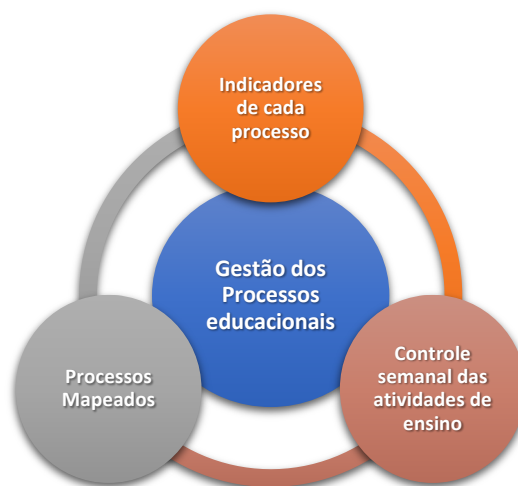 Indicadores
de cada
processo
Gestão dos
Processos
educacionais
Processos
Mapeados
Controle
semanal das
atividades de
ensino